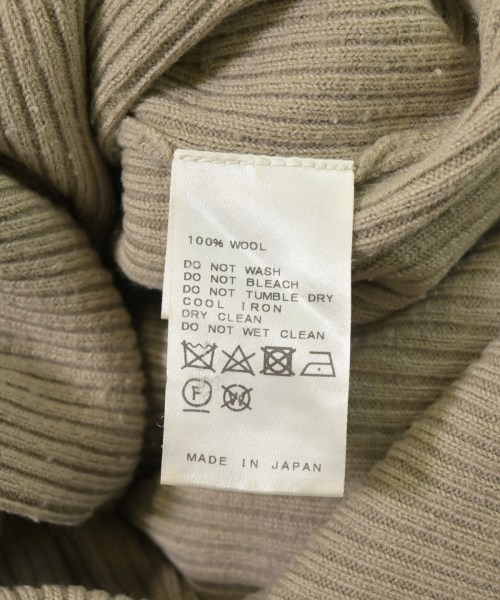 100% WOOL
DO NOT WASH
DO NOT BLEACH
DO NOT TUMBLE DRY
COOL IRON
DRY CLEAN
DO NOT WET CLEAN
F W
MADE IN JAPAN